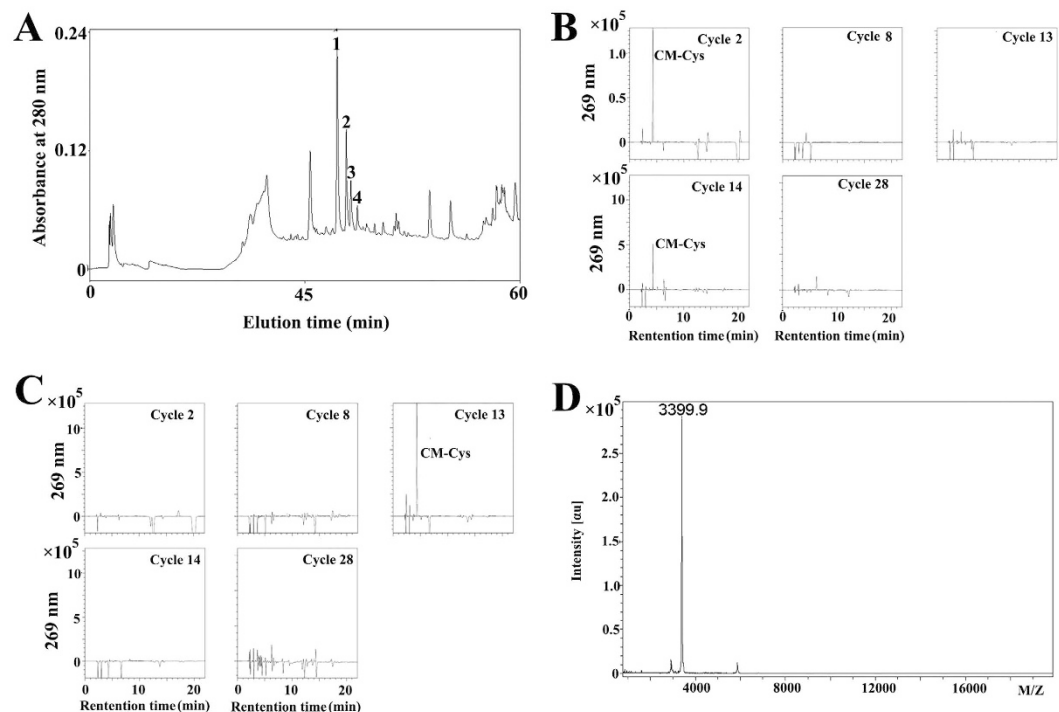 A
Absorbance at 280 nm
0.24
0.12
0
1
2
3
4
0
45
60
Elution time (min)
B
×10⁵
269 nm
1.0
0.5
0
Cycle 2
CM-Cys
Cycle 8
Cycle 13
×10⁵
269 nm
10
5
0
Cycle 14
CM-Cys
Cycle 28
0
10
20
0
10
20
Rentention time (min)
Rentention time (min)
C
×10⁵
269 nm
10
5
0
Cycle 2
Cycle 8
Cycle 13
CM-Cys
×10⁵
269 nm
10
5
0
Cycle 14
Cycle 28
0
10
20
0
10
20
Rentention time (min)
Rentention time (min)
D
×10⁵
3399.9
Intensity [αu]
2.5
2.0
1.5
1.0
0.5
0.0
4000
8000
12000
16000
M/Z